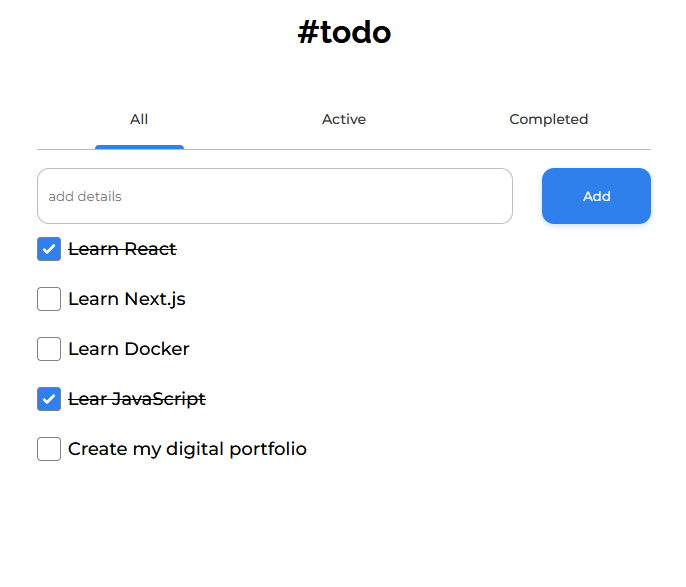 #todo
All Active Completed
add details Add
Learn React
Learn Next.js
Learn Docker
Lear JavaScript
Create my digital portfolio